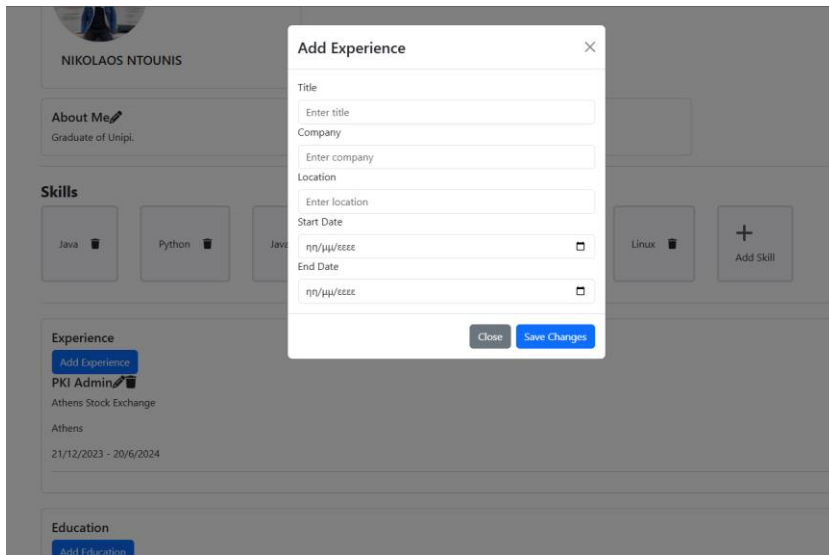 NIKOLAOS NTOUNIS
About Me
Graduate of Unipi.
Skills
Java
Python
Java
Linux
Add Skill
Add Experience
Title
Enter title
Company
Enter company
Location
Enter location
Start Date
ηη/μμ/εεεε
End Date
ηη/μμ/εεεε
Close Save Changes
Experience
Add Experience
PKI Admin
Athens Stock Exchange
Athens
21/12/2023 - 20/6/2024
Education
Add Education